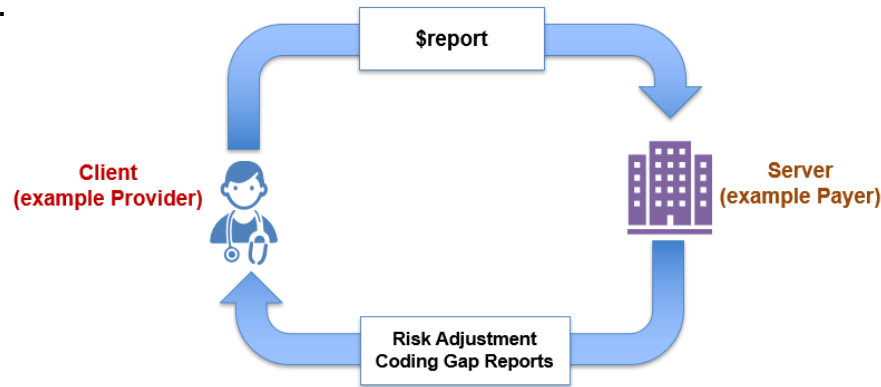 $report
Client
(example Provider)
Server
(example Payer)
Risk Adjustment
Coding Gap Reports